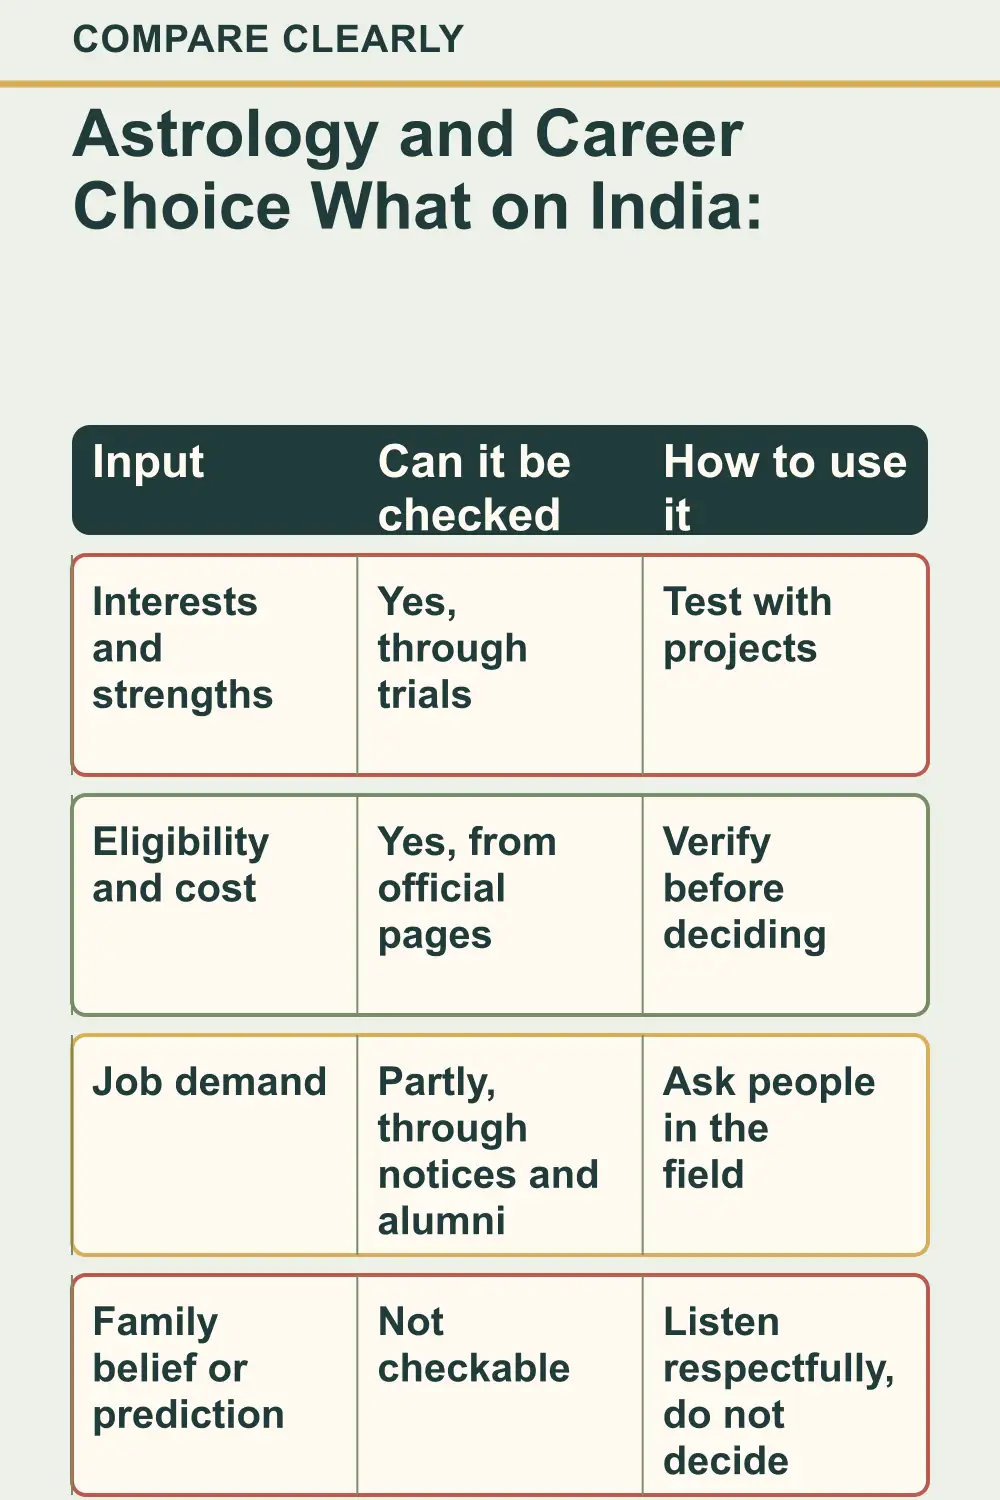 COMPARE CLEARLY
Astrology and Career
Choice What on India:
Input
Can it be
checked
How to use
it
Interests
and
strengths
Yes,
through
trials
Test with
projects
Eligibility
and cost
Yes, from
official
pages
Verify
before
deciding
Job demand
Partly,
through
notices and
alumni
Ask people
in the
field
Family
belief or
prediction
Not
checkable
Listen
respectfully,
do not
decide